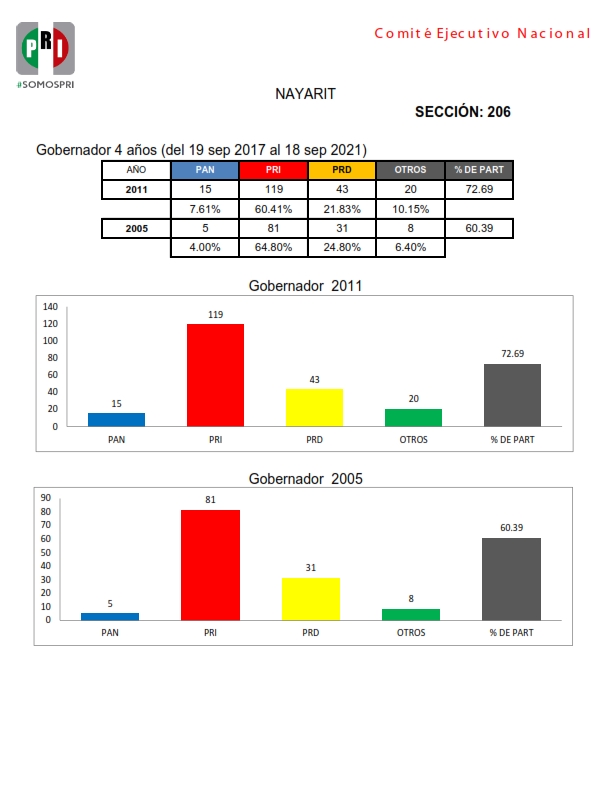 Comité Ejecutivo Nacional
PRI
#SOMOSPRI
NAYARIT
SECCIÓN: 206
Gobernador 4 años (del 19 sep 2017 al 18 sep 2021)
AÑO PAN PRI PRD OTROS % DE PART
2011 15 119 43 20 72.69
7.61% 60.41% 21.83% 10.15%
2005 5 81 31 8 60.39
4.00% 64.80% 24.80% 6.40%
Gobernador 2011
140
120
100
80
60
40
20
0
15
119
43
20
72.69
PAN PRI PRD OTROS % DE PART
Gobernador 2005
90
80
70
60
50
40
30
20
10
0
5
81
31
8
60.39
PAN PRI PRD OTROS % DE PART